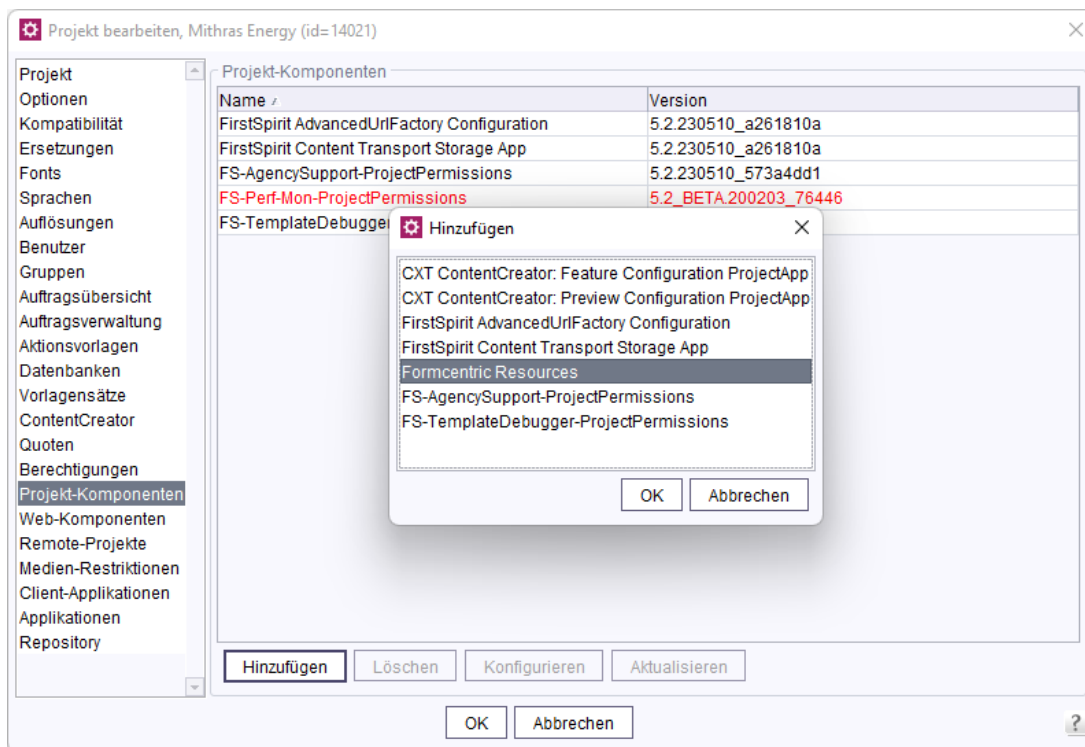 Projekt bearbeiten, Mithras Energy (id=14021)
Projekt
Optionen
Kompatibilität
Ersetzungen
Fonts
Sprachen
Auflösungen
Benutzer
Gruppen
Auftragsübersicht
Auftragsverwaltung
Aktionsvorlagen
Datenbanken
Vorlagensätze
ContentCreator
Quoten
Berechtigungen
Projekt-Komponenten
Web-Komponenten
Remote-Projekte
Medien-Restriktionen
Client-Applikationen
Applikationen
Repository
Projekt-Komponenten
Name Version
FirstSpirit AdvancedUrlFactory Configuration 5.2.230510_a261810a
FirstSpirit Content Transport Storage App 5.2.230510_a261810a
FS-AgencySupport-ProjectPermissions 5.2.230510_573a4dd1
FS-Perf-Mon-ProjectPermissions 5.2_BETA.200203_76446
FS-TemplateDebugger
Hinzufügen
CXT ContentCreator: Feature Configuration ProjectApp
CXT ContentCreator: Preview Configuration ProjectApp
FirstSpirit AdvancedUrlFactory Configuration
FirstSpirit Content Transport Storage App
Formcentric Resources
FS-AgencySupport-ProjectPermissions
FS-TemplateDebugger-ProjectPermissions
OK Abbrechen
Hinzufügen Löschen Konfigurieren Aktualisieren
OK Abbrechen ?